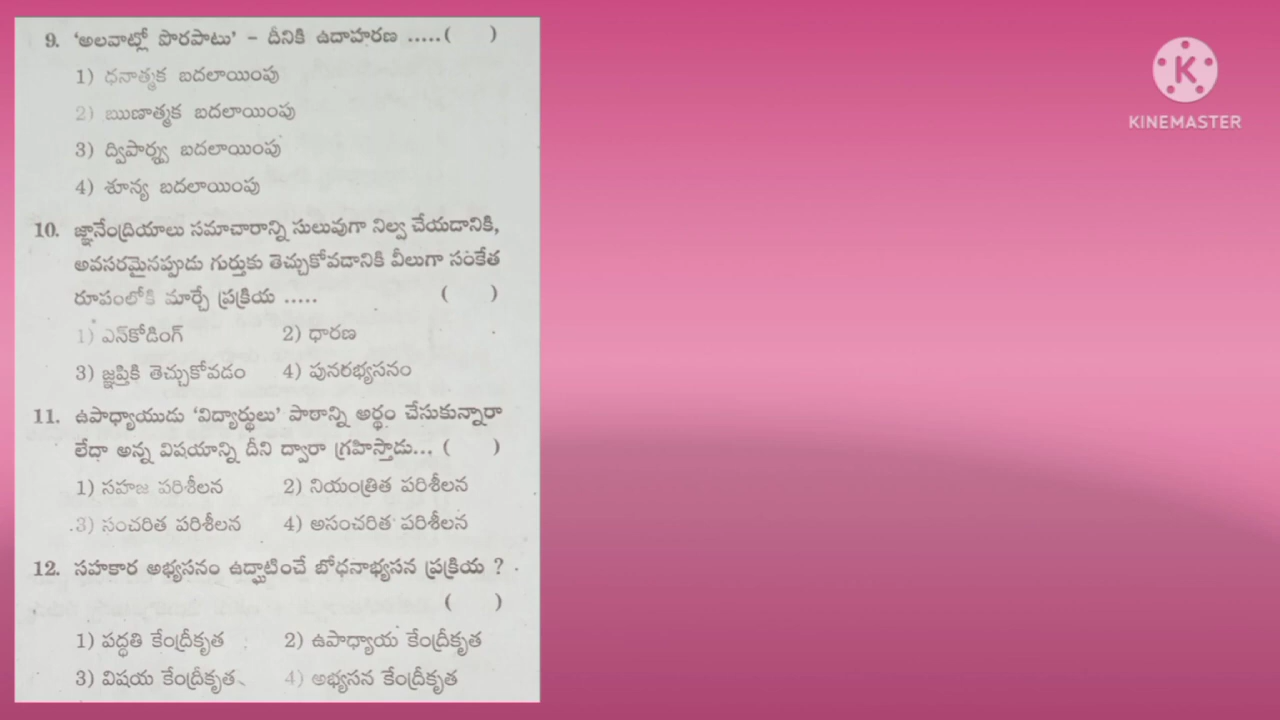 9. 'అలవాట్లో పొరపాటు' - దీనికి ఉదాహరణ .....( )
1) ధనాత్మక బదలాయింపు
2) ఋణాత్మక బదలాయింపు
3) ద్విపార్శ్వ బదలాయింపు
4) శూన్య బదలాయింపు
10. జ్ఞానేంద్రియాలు సమాచారాన్ని సులువుగా నిల్వ చేయడానికి,
అవసరమైనప్పుడు గుర్తుకు తెచ్చుకోవడానికి వీలుగా సంకేత
రూపంలోకి మార్చే ప్రక్రియ ..... ( )
1) ఎన్‌కోడింగ్ 2) ధారణ
3) జ్ఞప్తికి తెచ్చుకోవడం 4) పునరభ్యసనం
11. ఉపాధ్యాయుడు 'విద్యార్థులు' పాఠాన్ని అర్థం చేసుకున్నారా
లేదా అన్న విషయాన్ని దీని ద్వారా గ్రహిస్తాడు... ( )
1) సహజ పరిశీలన 2) నియంత్రిత పరిశీలన
3) సంచరిత పరిశీలన 4) అసంచరిత పరిశీలన
12. సహకార అభ్యసనం ఉద్ఘాటించే బోధనాభ్యసన ప్రక్రియ ?
( )
1) పద్ధతి కేంద్రీకృత 2) ఉపాధ్యాయ కేంద్రీకృత
3) విషయ కేంద్రీకృత 4) అభ్యసన కేంద్రీకృత
K
KINEMASTER